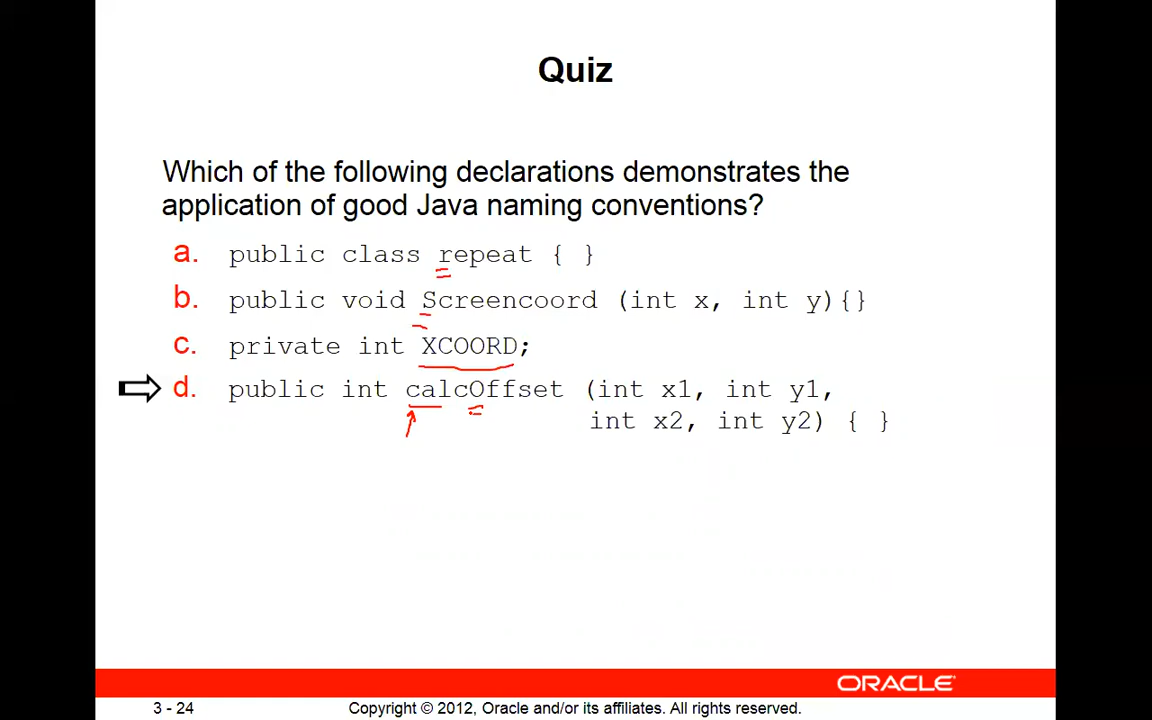 Quiz
Which of the following declarations demonstrates the
application of good Java naming conventions?
a. public class repeat { }
b. public void Screencoord (int x, int y){}
c. private int XCOORD;
d. public int calcOffset (int x1, int y1,
int x2, int y2) { }
ORACLE
3 - 24 Copyright © 2012, Oracle and/or its affiliates. All rights reserved.